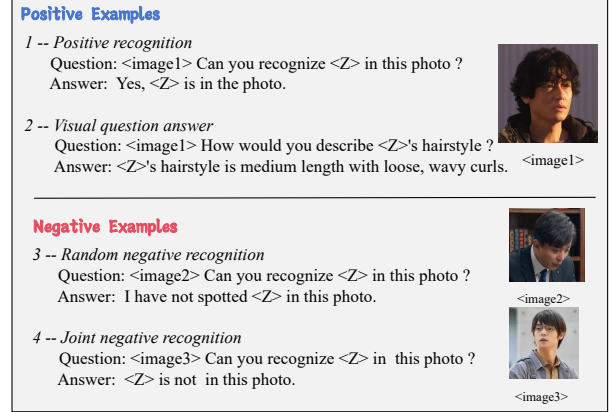 Positive Examples
1 -- Positive recognition
Question: <image1> Can you recognize <Z> in this photo ?
Answer: Yes, <Z> is in the photo.
2 -- Visual question answer
Question: <image1> How would you describe <Z>'s hairstyle ?
Answer: <Z>'s hairstyle is medium length with loose, wavy curls.
<image1>
Negative Examples
3 -- Random negative recognition
Question: <image2> Can you recognize <Z> in this photo ?
Answer: I have not spotted <Z> in this photo.
<image2>
4 -- Joint negative recognition
Question: <image3> Can you recognize <Z> in this photo ?
Answer: <Z> is not in this photo.
<image3>